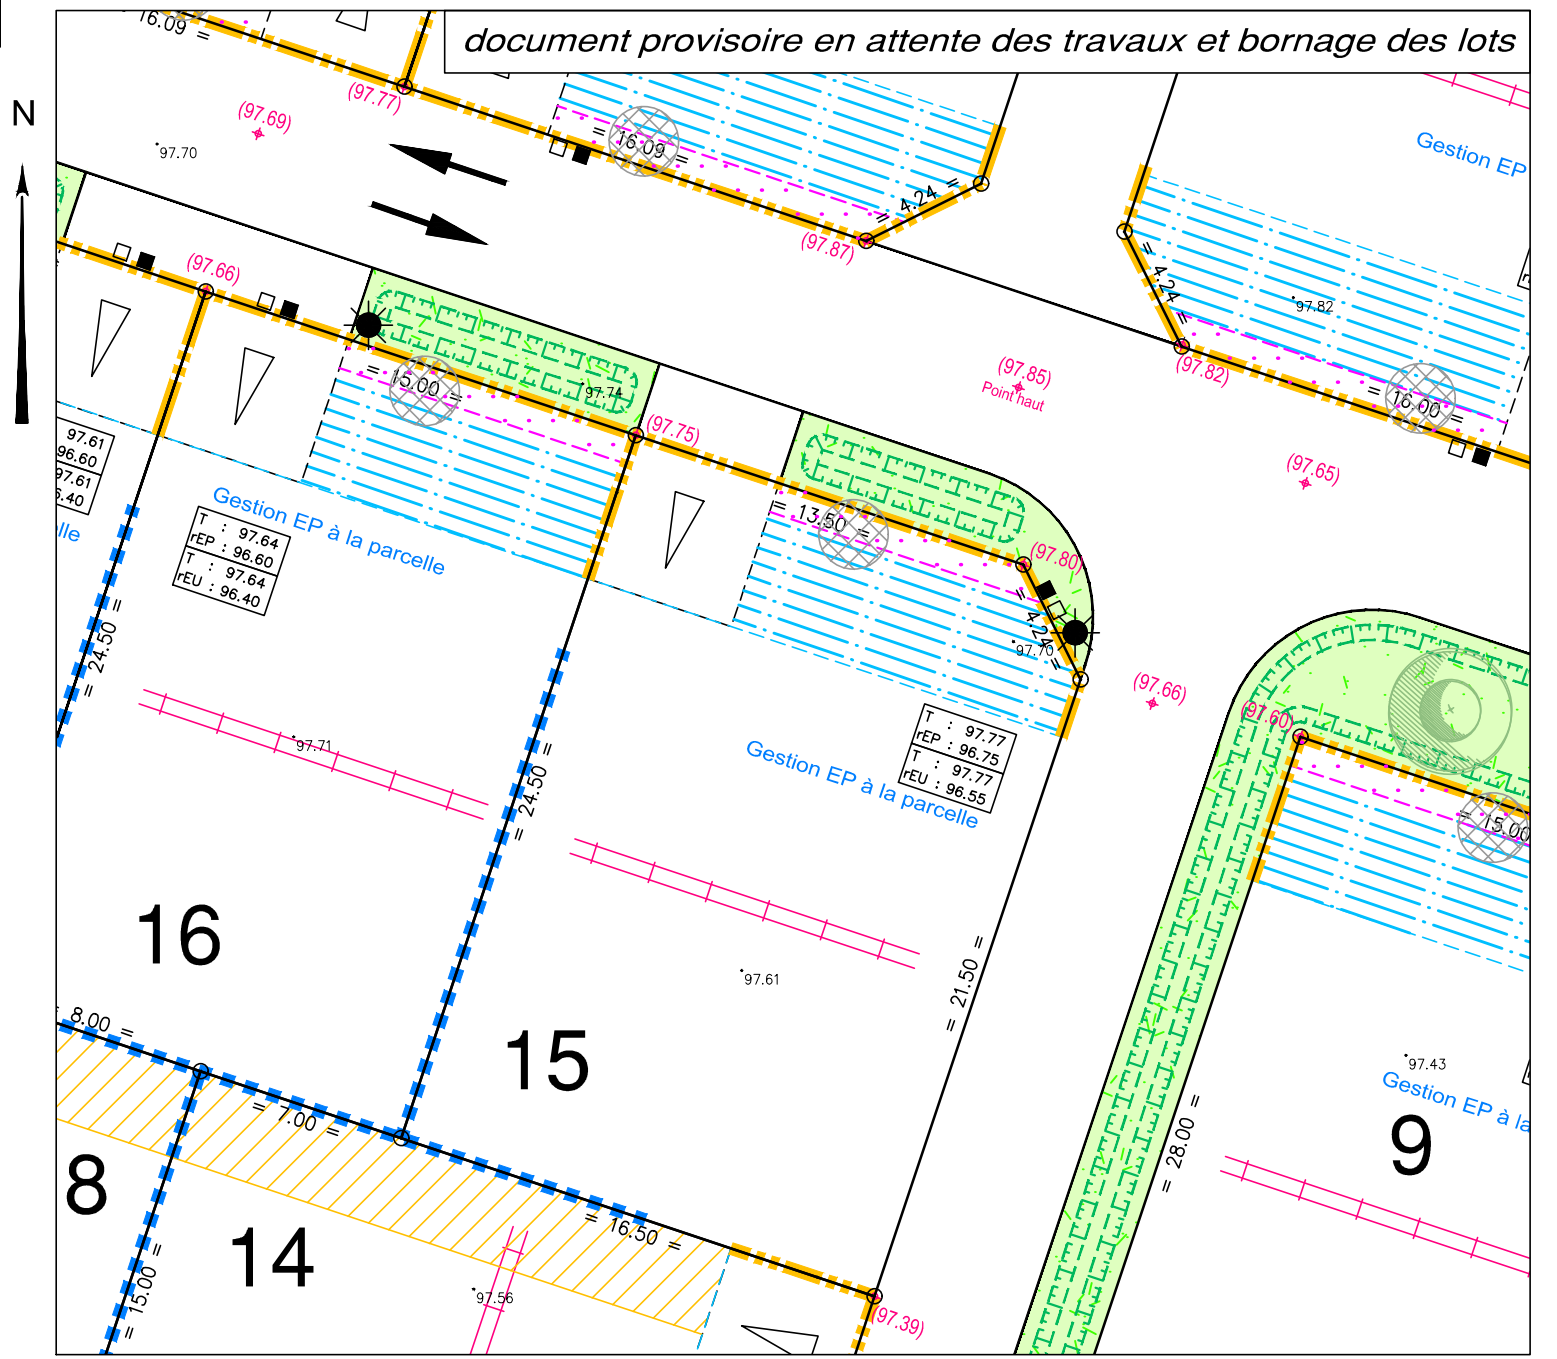 document provisoire en attente des travaux et bornage des lots
N
16.09
(97.77)
(97.69)
97.70
16.09
4.24
(97.87)
Gestion EP
4.24
97.82
(97.82)
16.00
(97.66)
15.00
97.74
(97.75)
(97.85)
Point haut
(97.65)
97.61
96.60
97.61
6.40
elle
Gestion EP à la parcelle
T : 97.64
rEP : 96.60
T : 97.64
rEU : 96.40
13.50
(97.80)
4.24
97.70
(97.66)
(97.60)
24.50
97.71
24.50
Gestion EP à la parcelle
T : 97.77
rEP : 96.75
T : 97.77
rEU : 96.55
15.00
16
97.61
21.50
8.00
15
97.43
Gestion EP à la
9
7.00
28.00
8
14
16.50
15.00
97.56
(97.39)